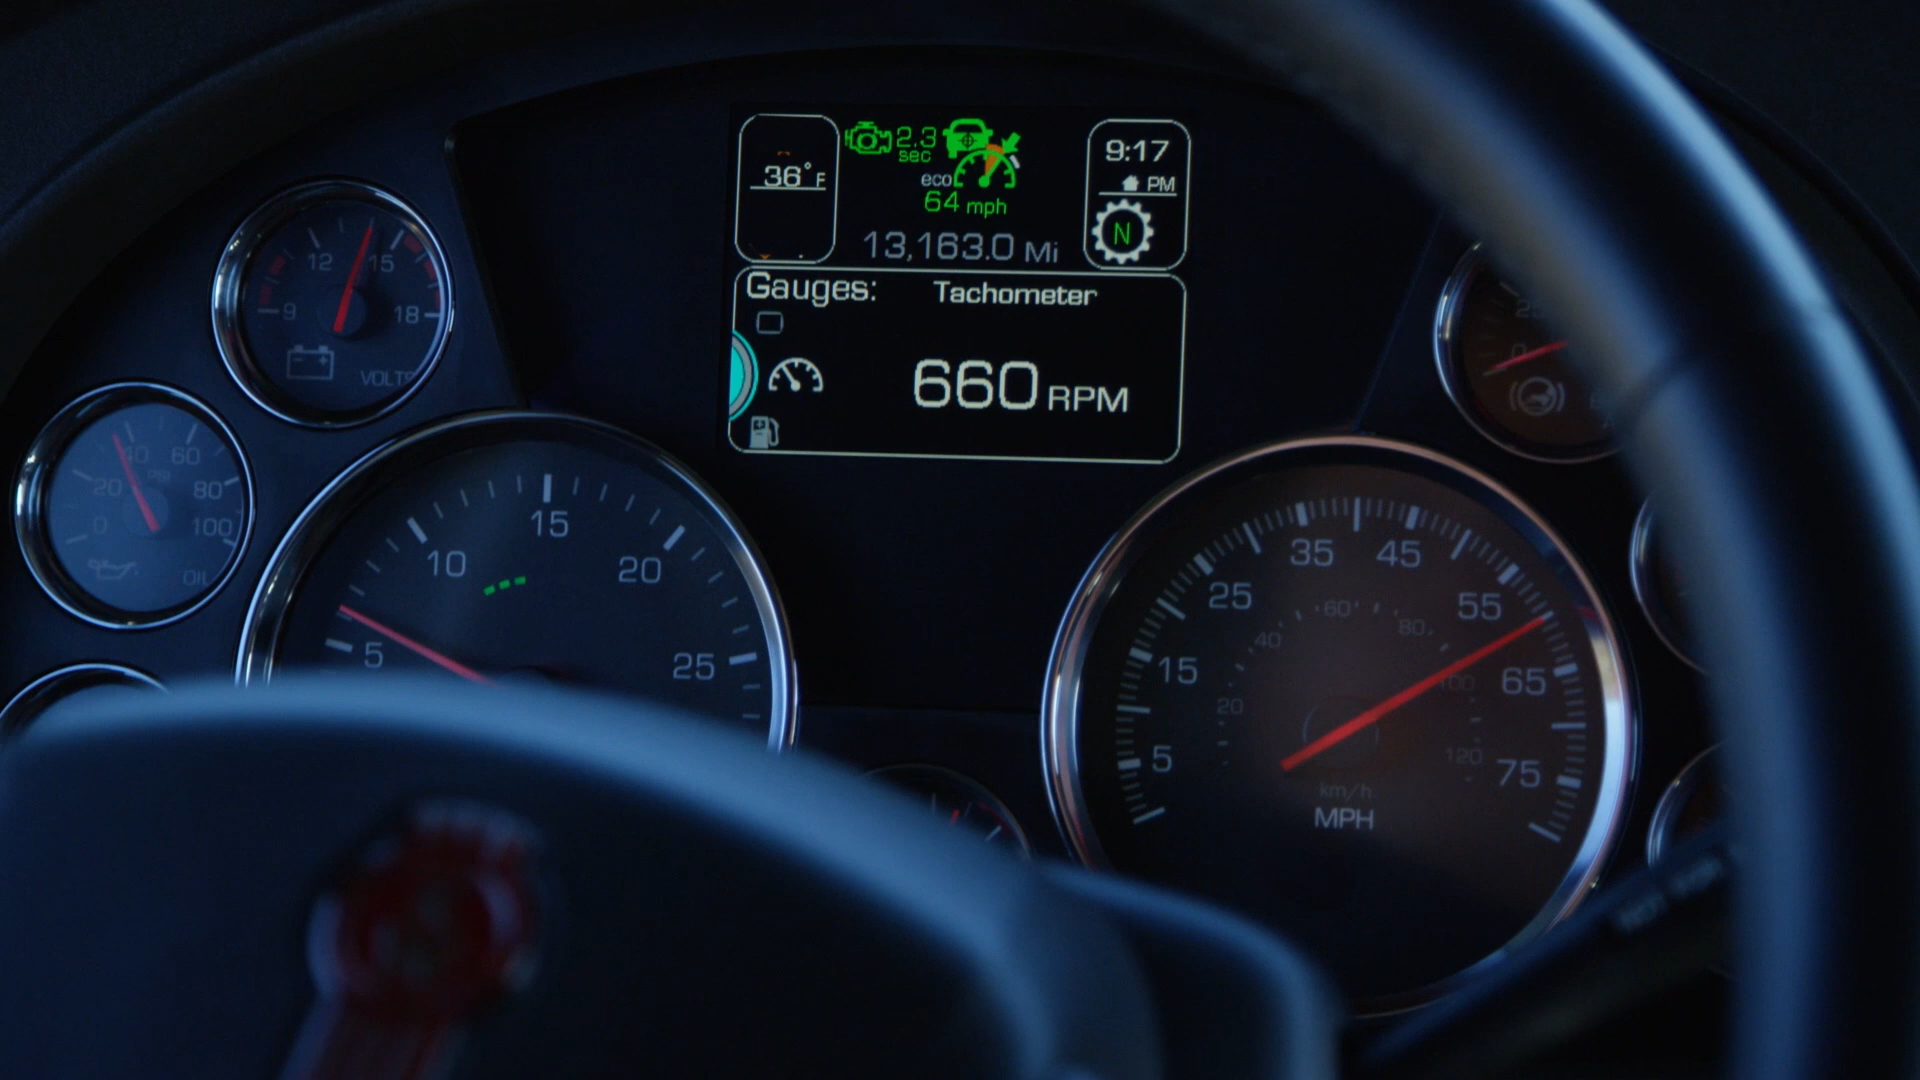 2.3
sec
36°F
eco
64 mph
9:17
PM
N
13,163.0 Mi
Gauges: Tachometer
660 RPM
9 12 15 18
VOLTS
0 20 40 60 80 100
PSI
OIL
5 10 15 20 25
5 15 25 35 45 55 65 75
20 40 60 80 100 120
km/h
MPH
0